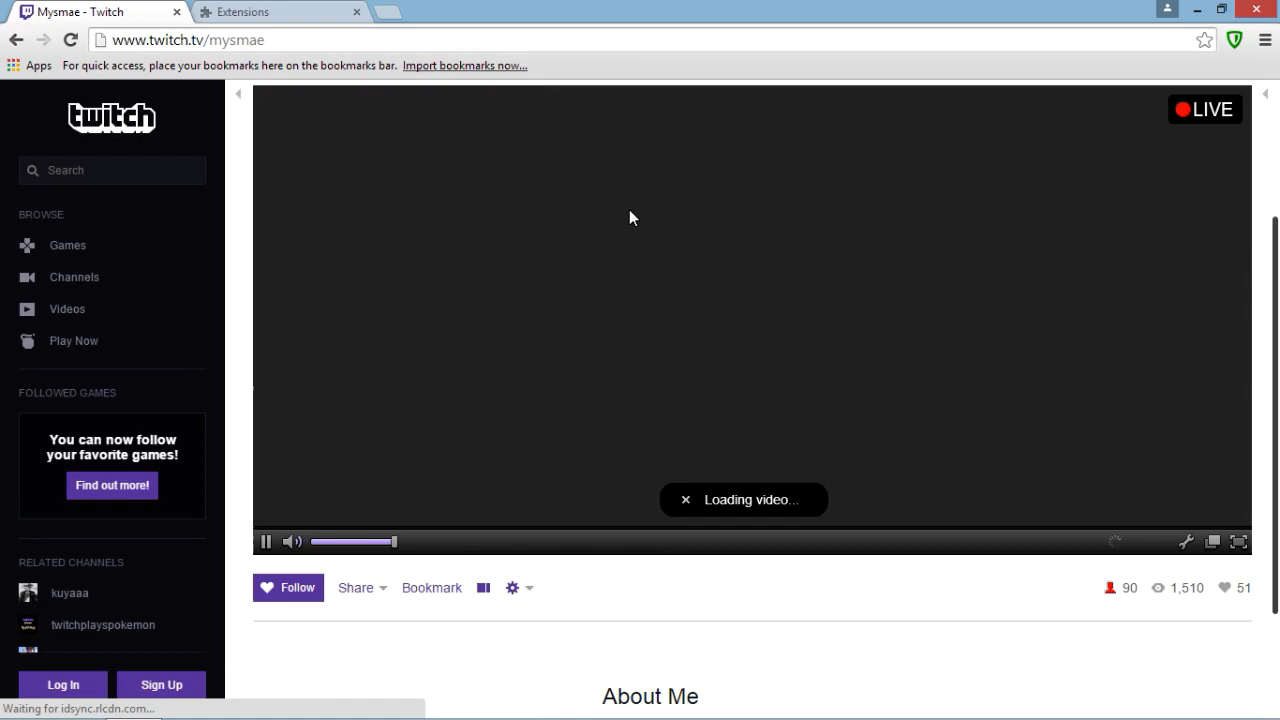 Mysmae - Twitch
Extensions
www.twitch.tv/mysmae
Apps For quick access, place your bookmarks here on the bookmarks bar. Import bookmarks now...
twitch
Search
BROWSE
Games
Channels
Videos
Play Now
FOLLOWED GAMES
You can now follow
your favorite games!
Find out more!
RELATED CHANNELS
kuyaaa
twitchplayspokemon
Log In
Sign Up
Waiting for idsync.rlcdn.com...
LIVE
Loading video...
Follow Share Bookmark
90 1,510 51
About Me